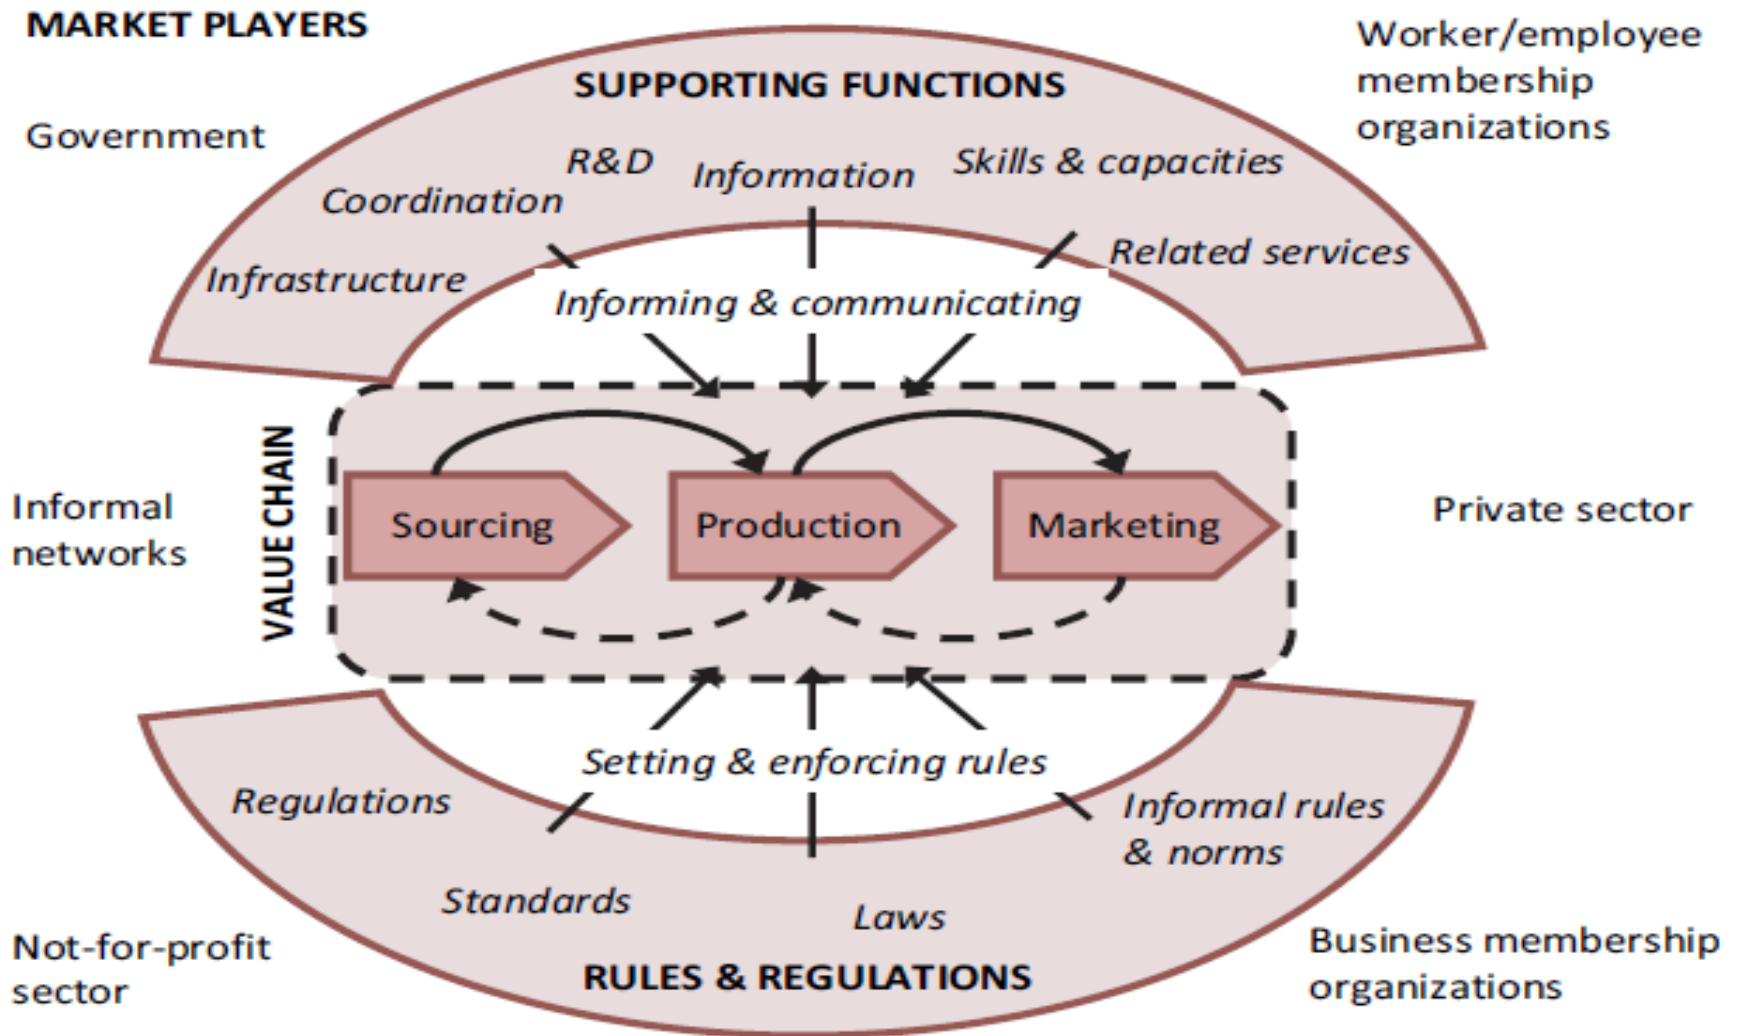 MARKET PLAYERS
Government
Worker/employee
membership
organizations
SUPPORTING FUNCTIONS
R&D
Information
Skills & capacities
Coordination
Related services
Infrastructure
Informing & communicating
VALUE CHAIN
Informal
networks
Sourcing
Production
Marketing
Private sector
Setting & enforcing rules
Regulations
Informal rules
& norms
Standards
Laws
RULES & REGULATIONS
Not-for-profit
sector
Business membership
organizations